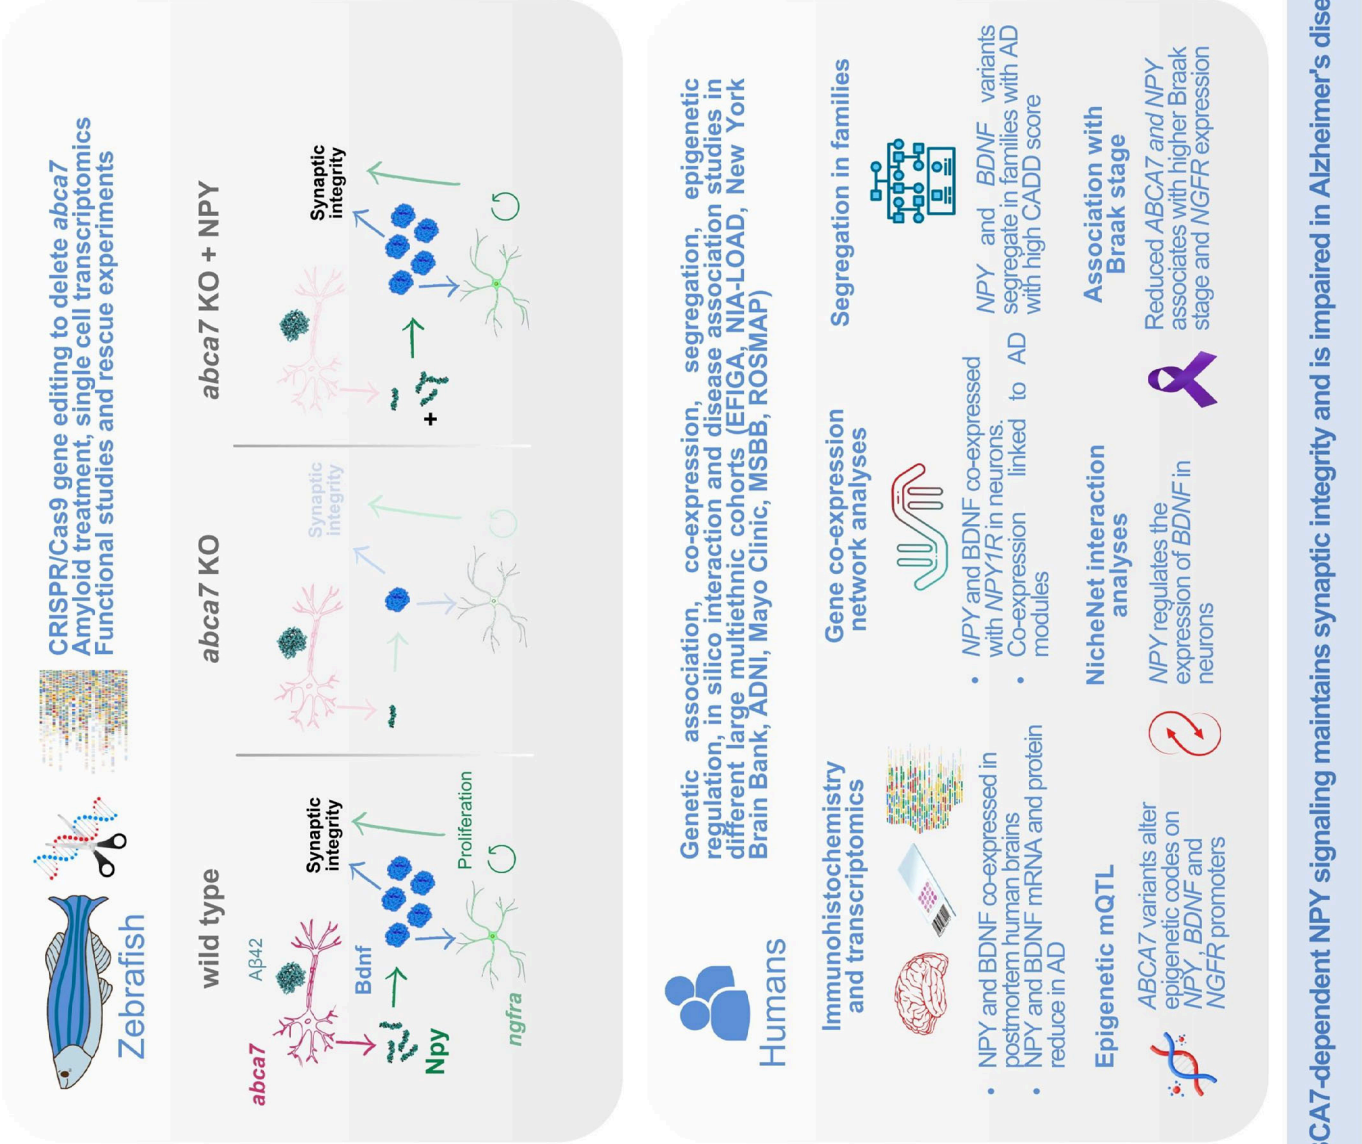 Zebrafish
CRISPR/Cas9 gene editing to delete abca7
Amyloid treatment, single cell transcriptomics
Functional studies and rescue experiments
wild type
abca7 KO
abca7 KO + NPY
abca7
Aβ42
Npy
Bdnf
ngfra
Synaptic
integrity
Proliferation
Synaptic
integrity
+
Synaptic
integrity
Humans
Genetic association, co-expression, segregation, epigenetic
regulation, in silico interaction and disease association studies in
different large multiethnic cohorts (EFIGA, NIA-LOAD, New York
Brain Bank, ADNI, Mayo Clinic, MSBB, ROSMAP)
Immunohistochemistry
and transcriptomics
• NPY and BDNF co-expressed in
postmortem human brains
• NPY and BDNF mRNA and protein
reduce in AD
Gene co-expression
network analyses
• NPY and BDNF co-expressed
with NPY1R in neurons.
• Co-expression linked to AD
modules
Segregation in families
NPY and BDNF variants
segregate in families with AD
with high CADD score
Epigenetic mQTL
ABCA7 variants alter
epigenetic codes on
NPY, BDNF and
NGFR promoters
NicheNet interaction
analyses
NPY regulates the
expression of BDNF in
neurons
Association with
Braak stage
Reduced ABCA7 and NPY
associates with higher Braak
stage and NGFR expression
CA7-dependent NPY signaling maintains synaptic integrity and is impaired in Alzheimer's dise